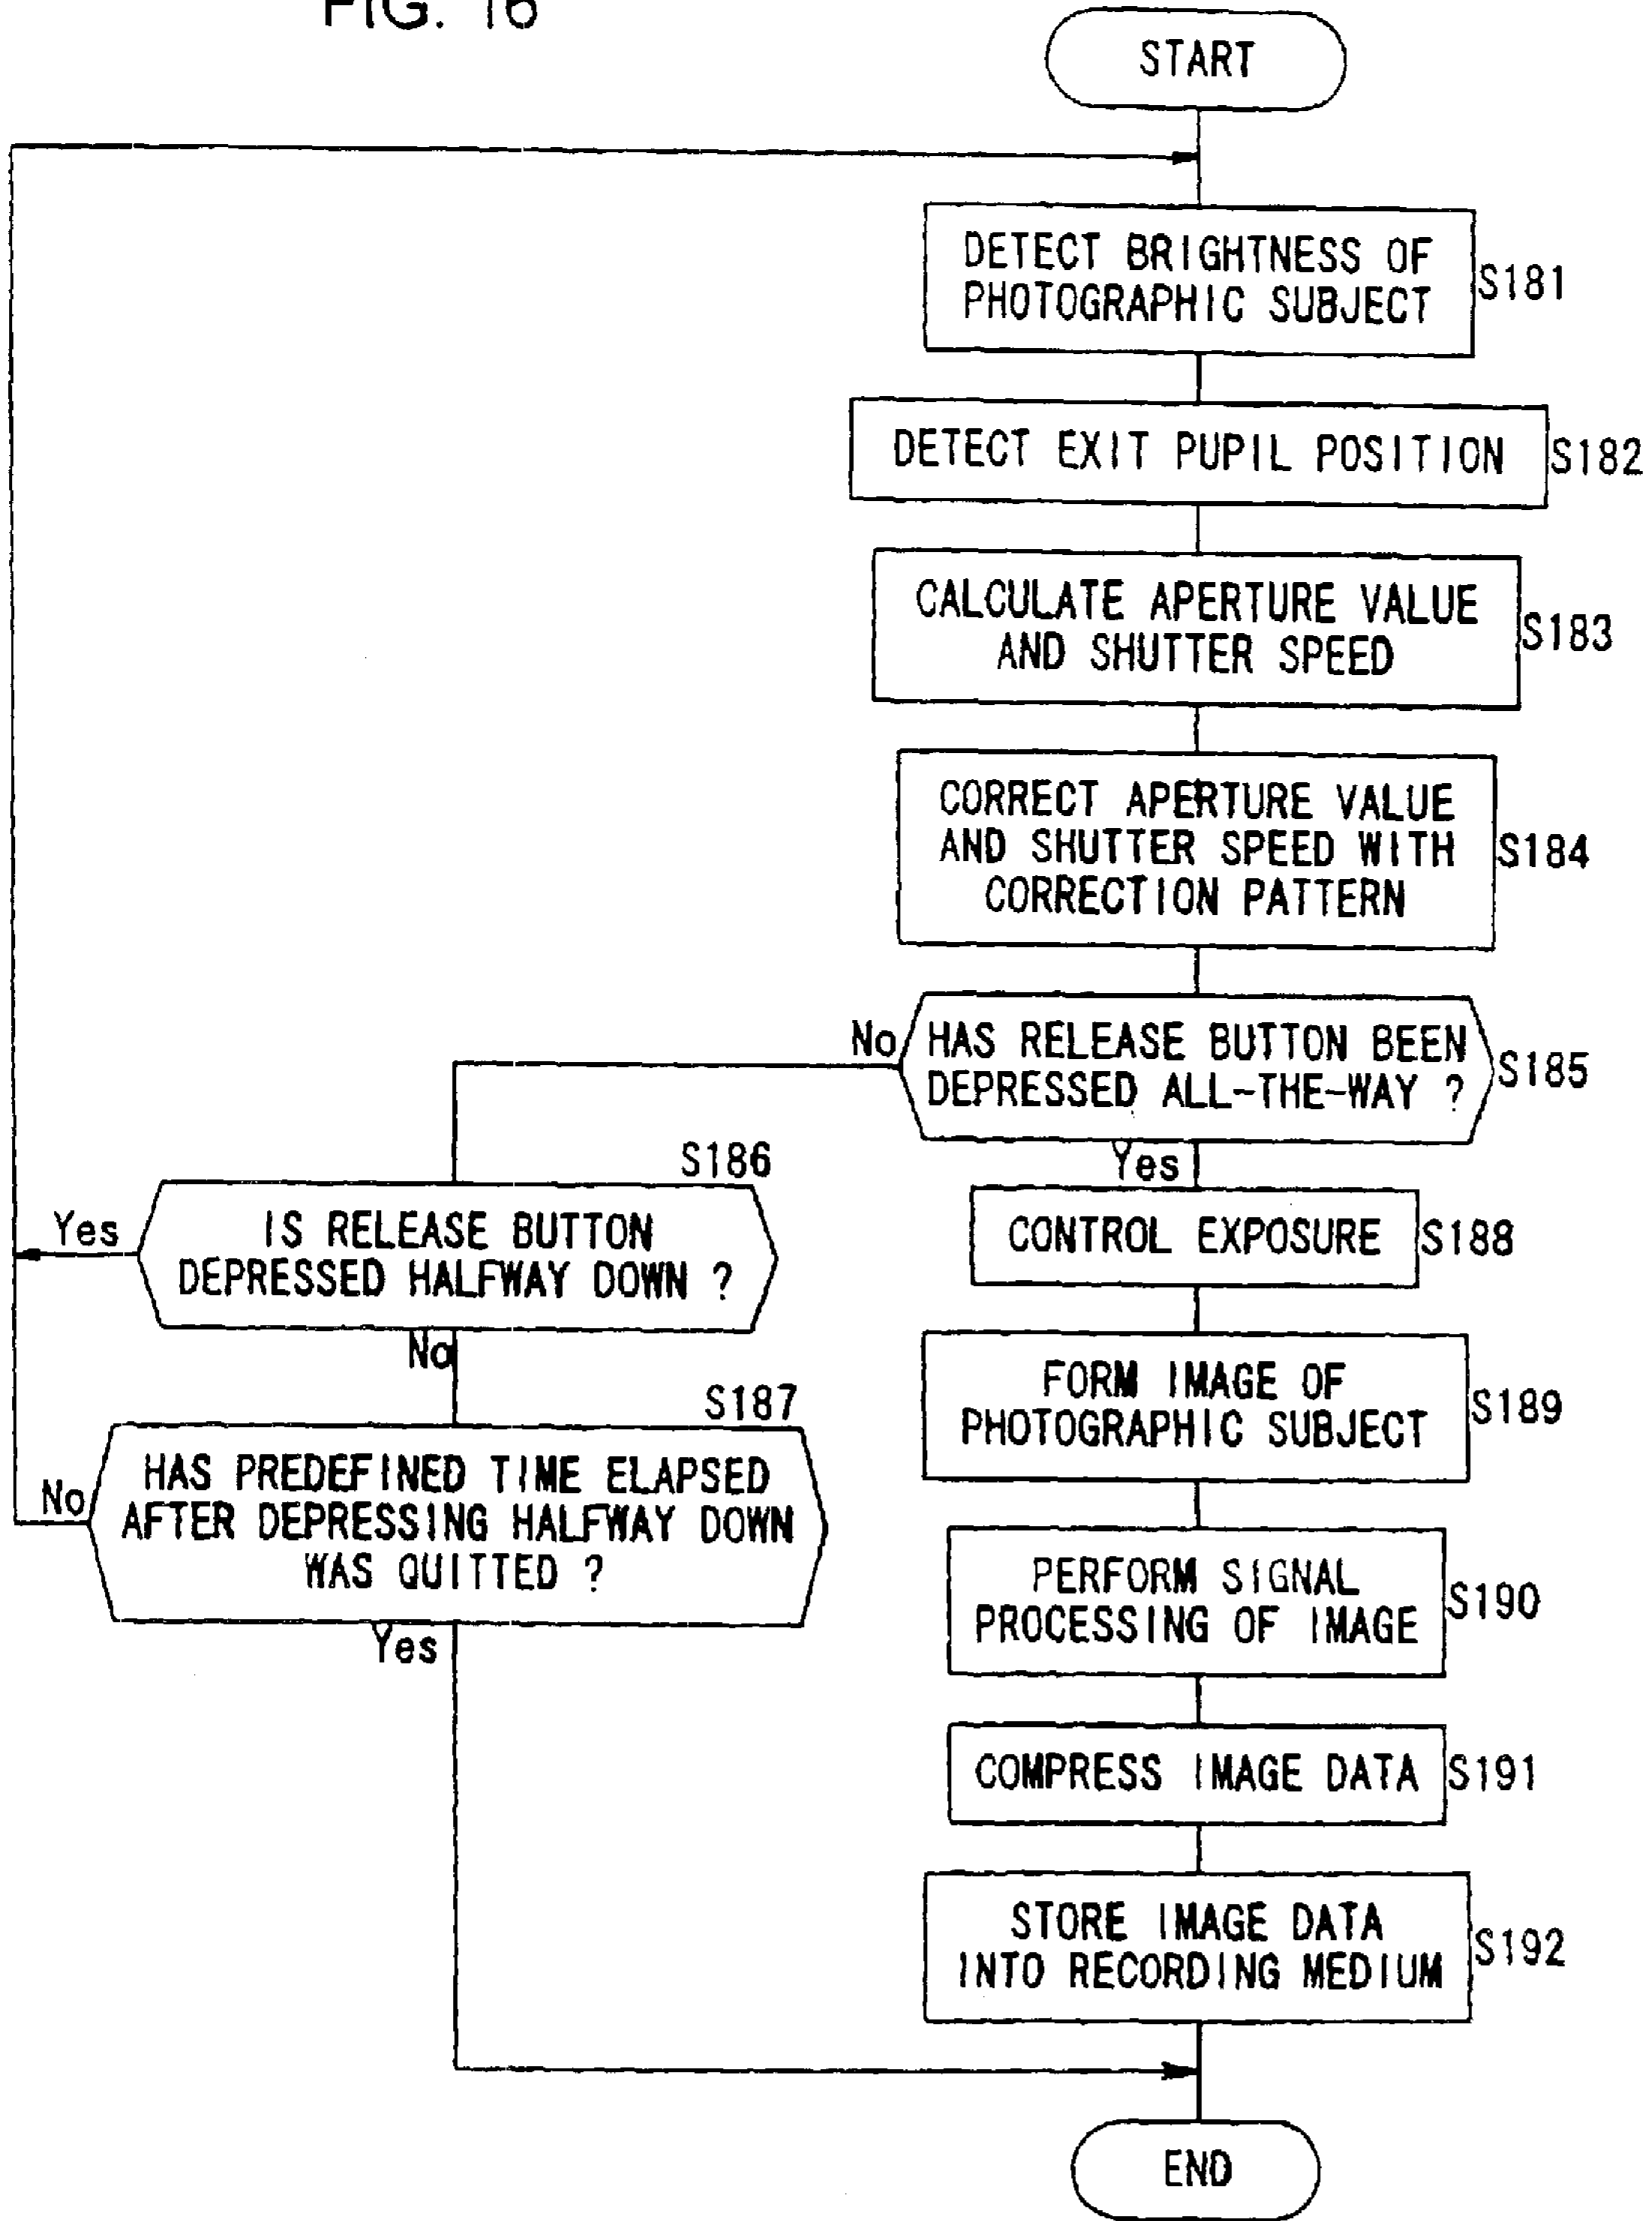 FIG. 16
START
DETECT BRIGHTNESS OF
PHOTOGRAPHIC SUBJECT
S181
DETECT EXIT PUPIL POSITION
S182
CALCULATE APERTURE VALUE
AND SHUTTER SPEED
S183
CORRECT APERTURE VALUE
AND SHUTTER SPEED WITH
CORRECTION PATTERN
S184
No
HAS RELEASE BUTTON BEEN
DEPRESSED ALL-THE-WAY ?
S185
Yes
S186
Yes
IS RELEASE BUTTON
DEPRESSED HALFWAY DOWN ?
No
S187
No
HAS PREDEFINED TIME ELAPSED
AFTER DEPRESSING HALFWAY DOWN
WAS QUITTED ?
Yes
CONTROL EXPOSURE
S188
FORM IMAGE OF
PHOTOGRAPHIC SUBJECT
S189
PERFORM SIGNAL
PROCESSING OF IMAGE
S190
COMPRESS IMAGE DATA
S191
STORE IMAGE DATA
INTO RECORDING MEDIUM
S192
END